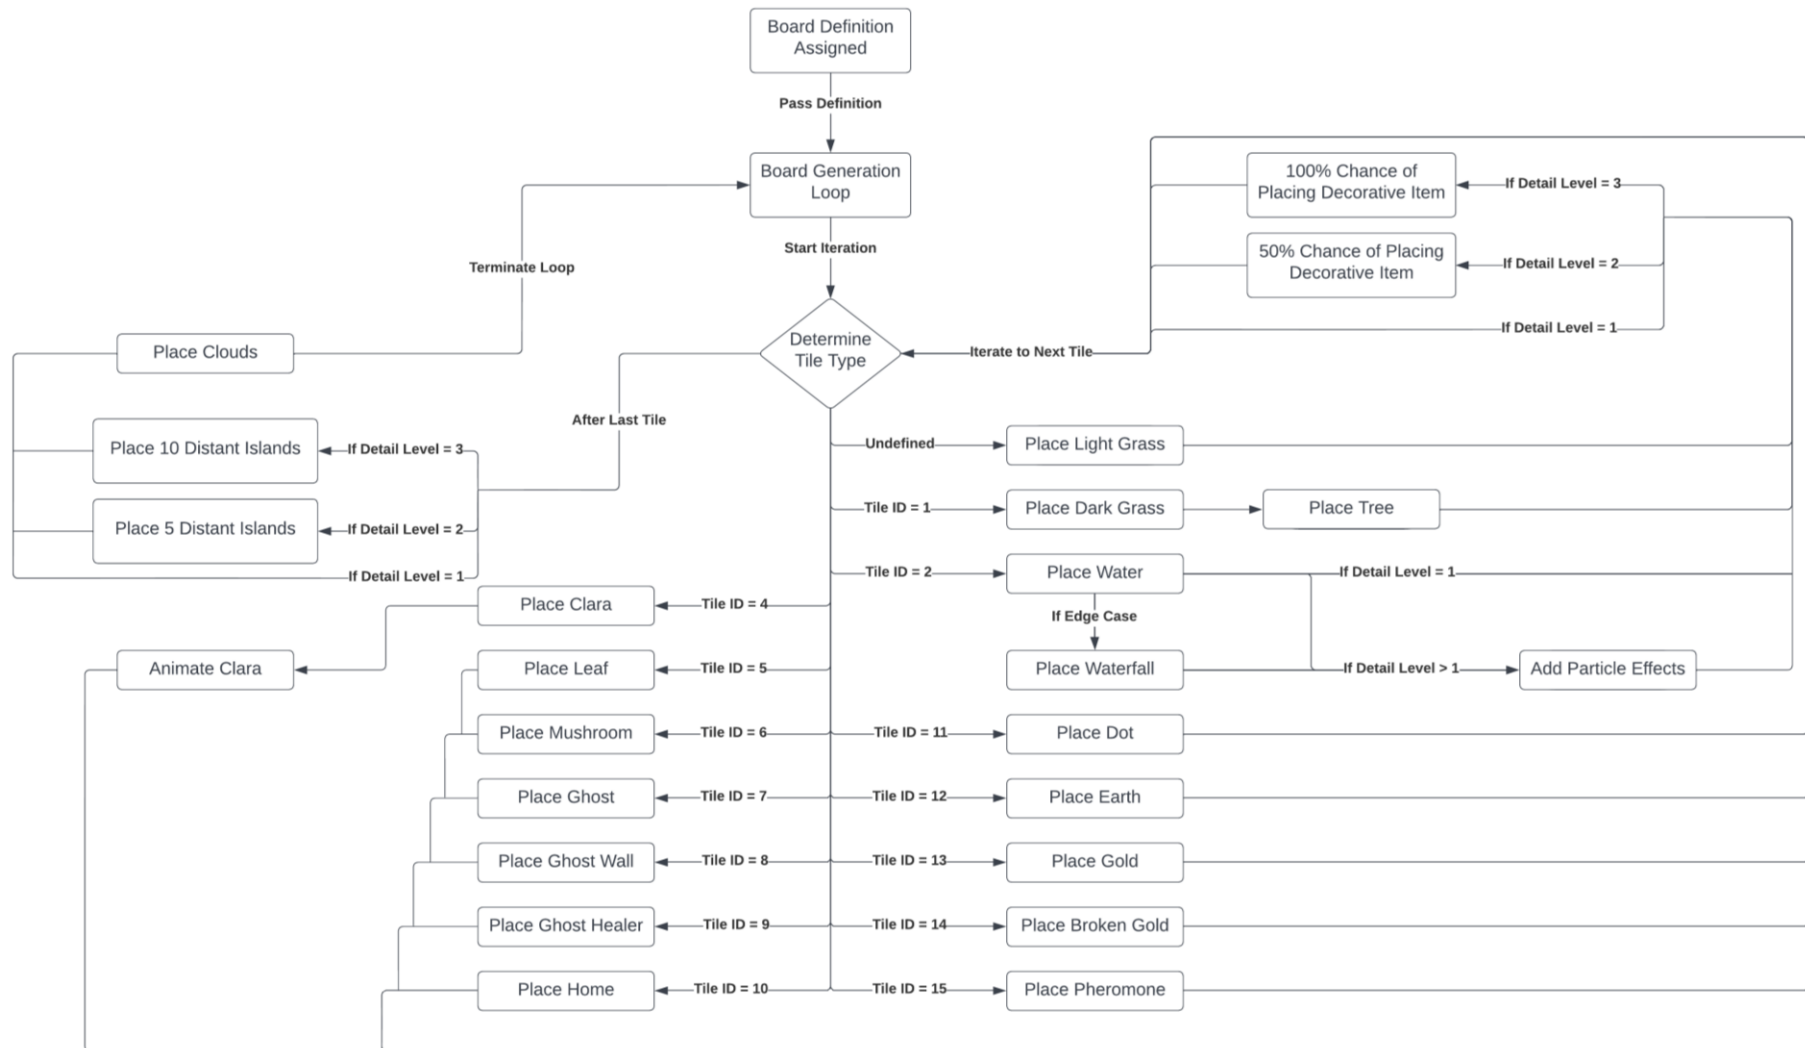 Board Definition
Assigned
Pass Definition
Board Generation
Loop
100% Chance of
Placing Decorative Item
If Detail Level = 3
Start Iteration
50% Chance of Placing
Decorative Item
If Detail Level = 2
Terminate Loop
If Detail Level = 1
Determine
Tile Type
Iterate to Next Tile
Place Clouds
After Last Tile
Undefined
Place Light Grass
Place 10 Distant Islands
If Detail Level = 3
Tile ID = 1
Place Dark Grass
Place Tree
Place 5 Distant Islands
If Detail Level = 2
If Detail Level = 1
Tile ID = 2
Place Water
If Detail Level = 1
Place Clara
Tile ID = 4
If Edge Case
Animate Clara
Place Leaf
Tile ID = 5
Place Waterfall
If Detail Level > 1
Add Particle Effects
Place Mushroom
Tile ID = 6
Tile ID = 11
Place Dot
Place Ghost
Tile ID = 7
Tile ID = 12
Place Earth
Place Ghost Wall
Tile ID = 8
Tile ID = 13
Place Gold
Place Ghost Healer
Tile ID = 9
Tile ID = 14
Place Broken Gold
Place Home
Tile ID = 10
Tile ID = 15
Place Pheromone